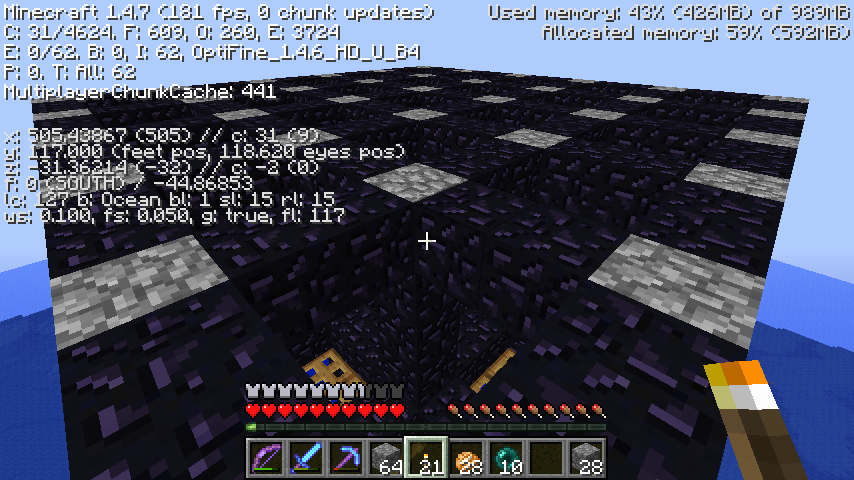 Minecraft 1.4.7 (181 fps, 0 chunk updates)
Used memory: 43% (426MB) of 989MB
C: 31/4624, F: 609, O: 260, E: 3724
Allocated memory: 59% (592MB)
E: 0/62, B: 0, I: 62, OptiFine_1.4.6_HD_U_B4
P: 0, T: All: 62
MultiplayerChunkCache: 441
x: 505.43867 (505) // c: 31 (9)
y: 117.000 (feet pos, 118.620 eyes pos)
z: -31.36214 (-32) // c: -2 (0)
f: 0 (SOUTH) / -44.86853
lc: 127 b: Ocean bl: 1 sl: 15 rl: 15
ws: 0.100, fs: 0.050, g: true, fl: 117
64 21 28 10 28